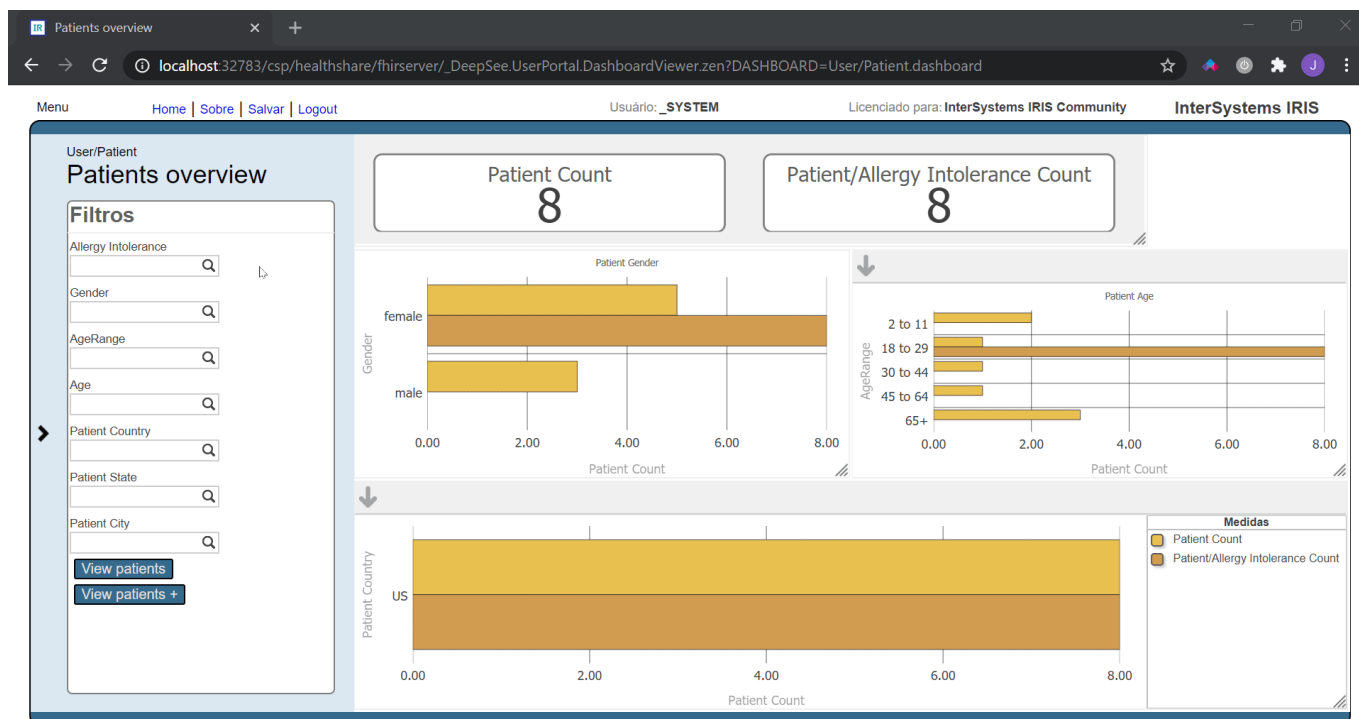 IR Patients overview
localhost:32783/csp/healthshare/fhirserver/_DeepSee.UserPortal.DashboardViewer.zen?DASHBOARD=User/Patient.dashboard
J
Menu Home | Sobre | Salvar | Logout Usuário: _SYSTEM Licenciado para: InterSystems IRIS Community InterSystems IRIS
User/Patient
Patients overview
Filtros
Allergy Intolerance
Gender
AgeRange
Age
Patient Country
Patient State
Patient City
View patients
View patients +
Patient Count
8
Patient/Allergy Intolerance Count
8
Patient Gender
Gender
female
male
0.00 2.00 4.00 6.00 8.00
Patient Count
Patient Age
AgeRange
2 to 11
18 to 29
30 to 44
45 to 64
65+
0.00 2.00 4.00 6.00 8.00
Patient Count
Patient Country
US
0.00 2.00 4.00 6.00 8.00
Patient Count
Medidas
Patient Count
Patient/Allergy Intolerance Count